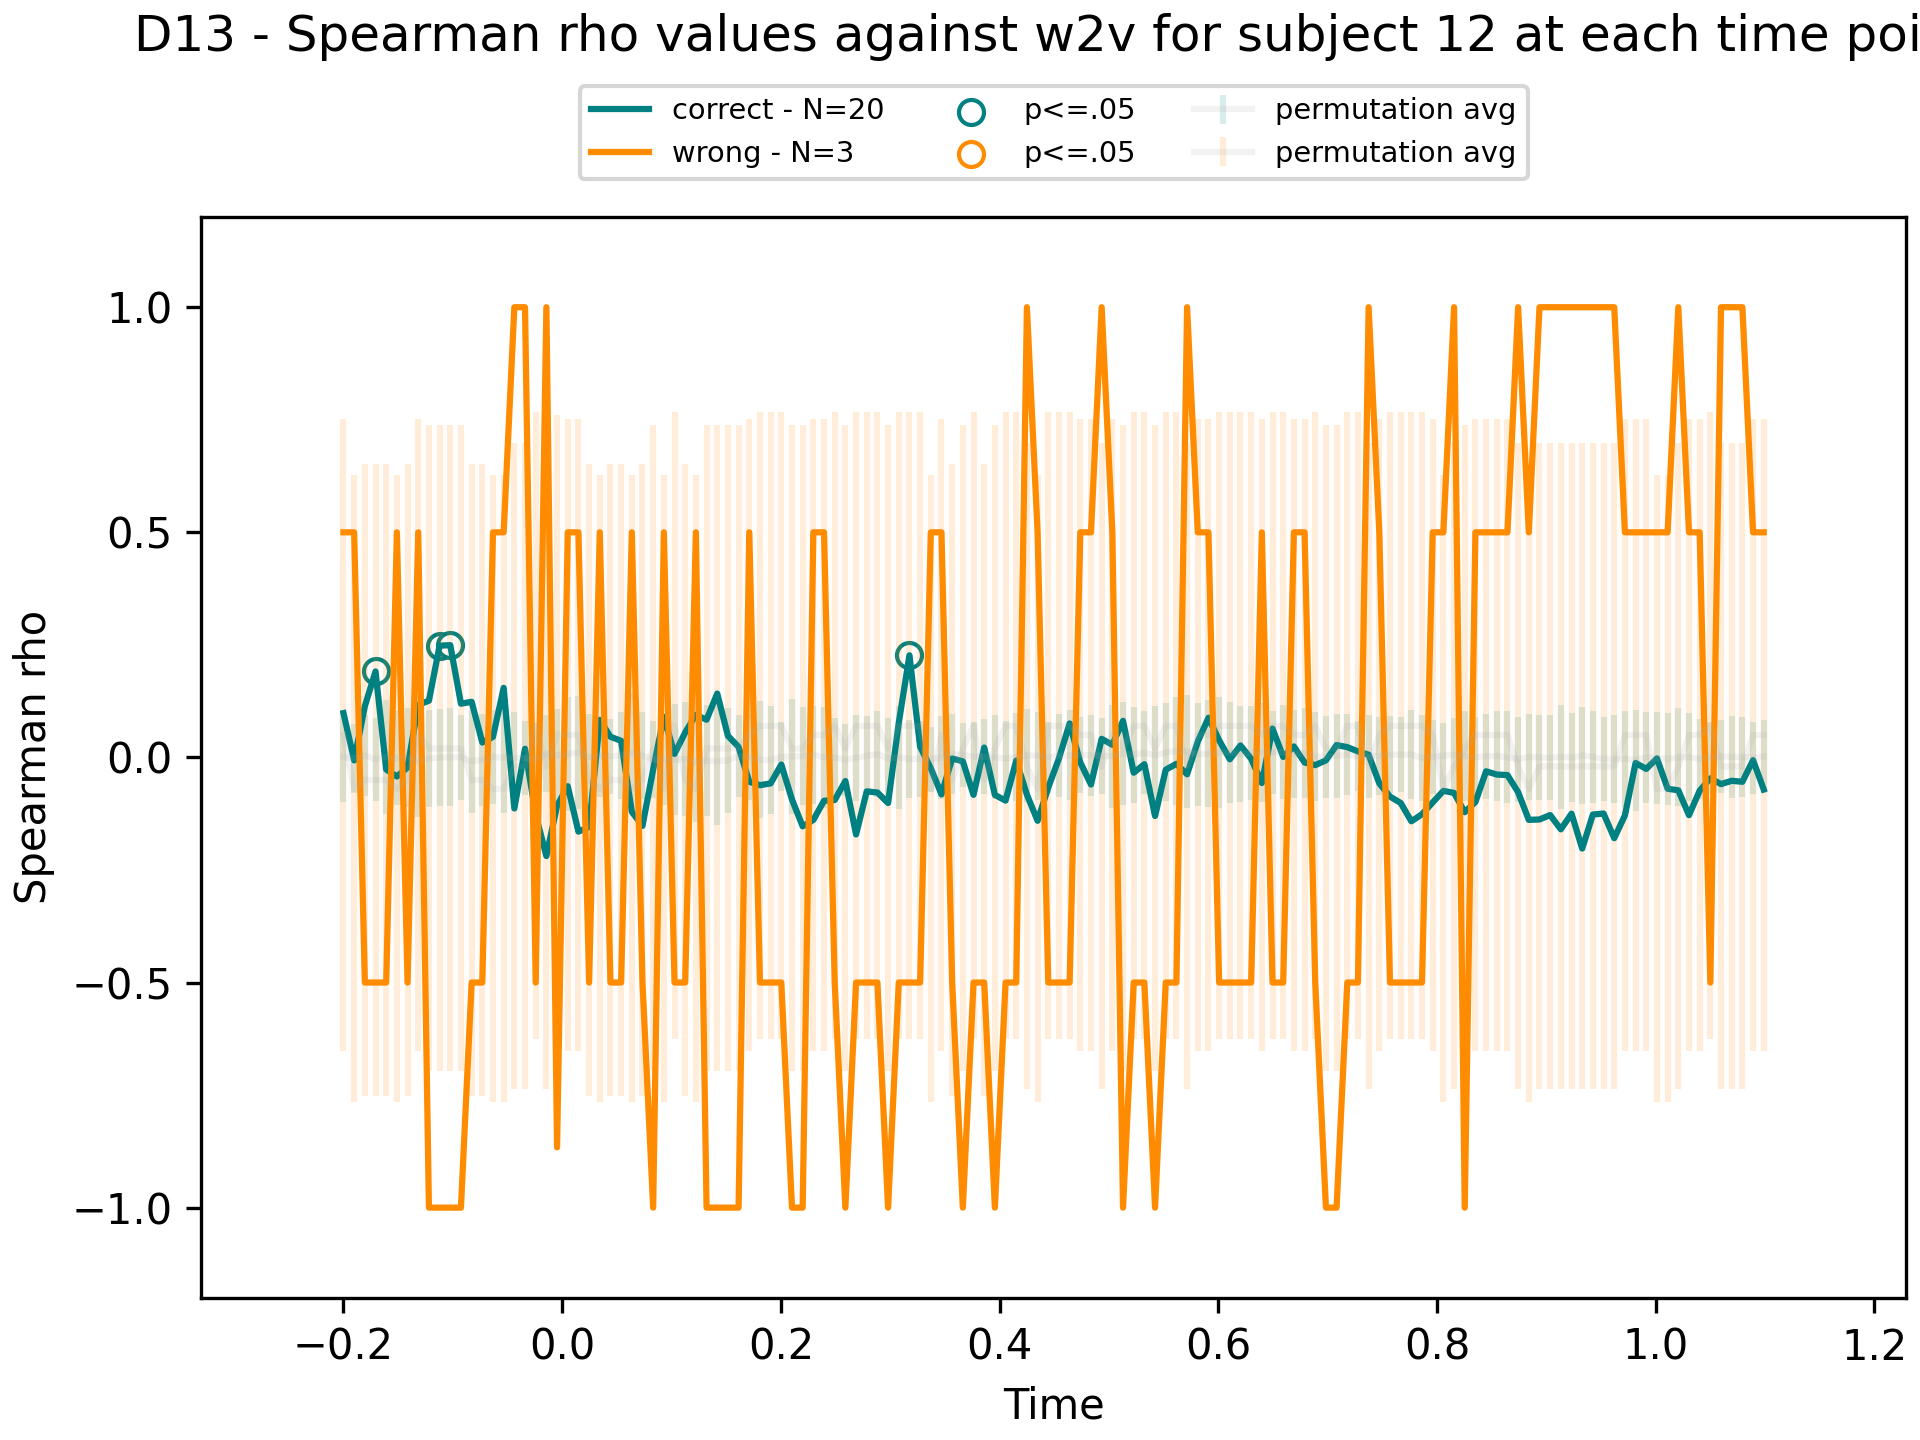 D13 - Spearman rho values against w2v for subject 12 at each time poi
correct - N=20
wrong - N=3
p<=.05
p<=.05
permutation avg
permutation avg
Spearman rho
1.0
0.5
0.0
−0.5
−1.0
−0.2 0.0 0.2 0.4 0.6 0.8 1.0 1.2
Time